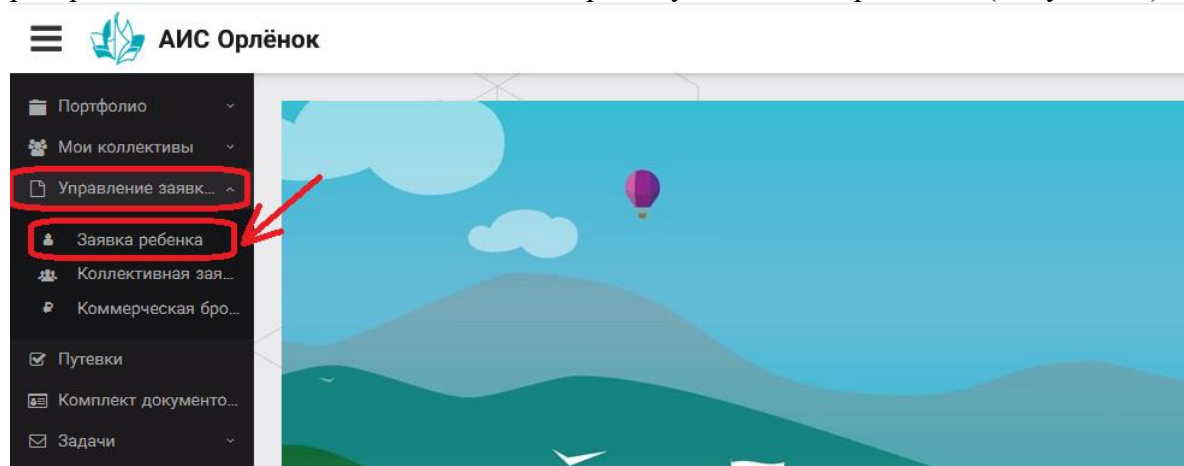 АИС Орлёнок
Портфолио
Мои коллективы
Управление заявк...
Заявка ребенка
Коллективная зая...
Коммерческая бро...
Путевки
Комплект документо...
Задачи